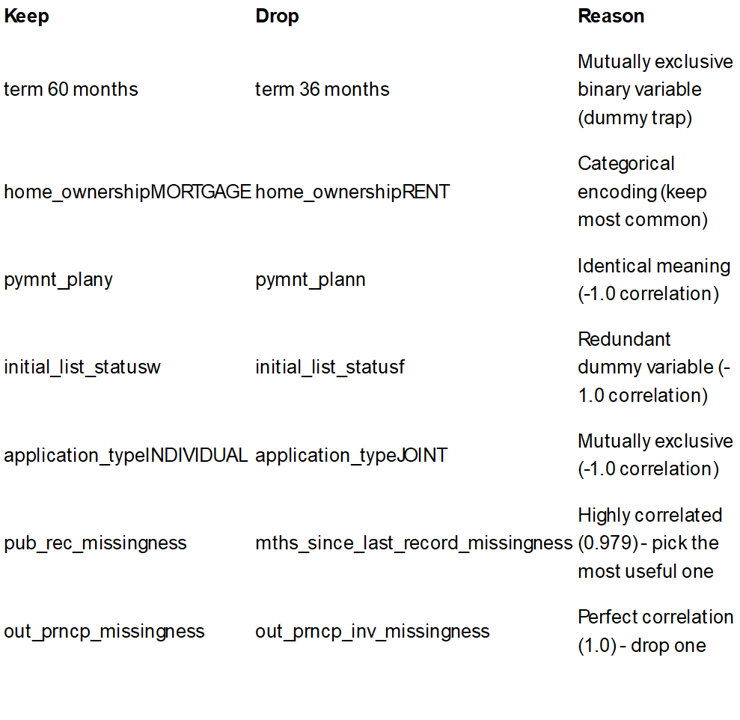 Keep Drop Reason
term 60 months term 36 months Mutually exclusive
binary variable
(dummy trap)
home_ownershipMORTGAGE home_ownershipRENT Categorical
encoding (keep
most common)
pymnt_plany pymnt_plann Identical meaning
(-1.0 correlation)
initial_list_statusw initial_list_statusf Redundant
dummy variable (-
1.0 correlation)
application_typeINDIVIDUAL application_typeJOINT Mutually exclusive
(-1.0 correlation)
pub_rec_missingness mths_since_last_record_missingness Highly correlated
(0.979) - pick the
most useful one
out_prncp_missingness out_prncp_inv_missingness Perfect correlation
(1.0) - drop one